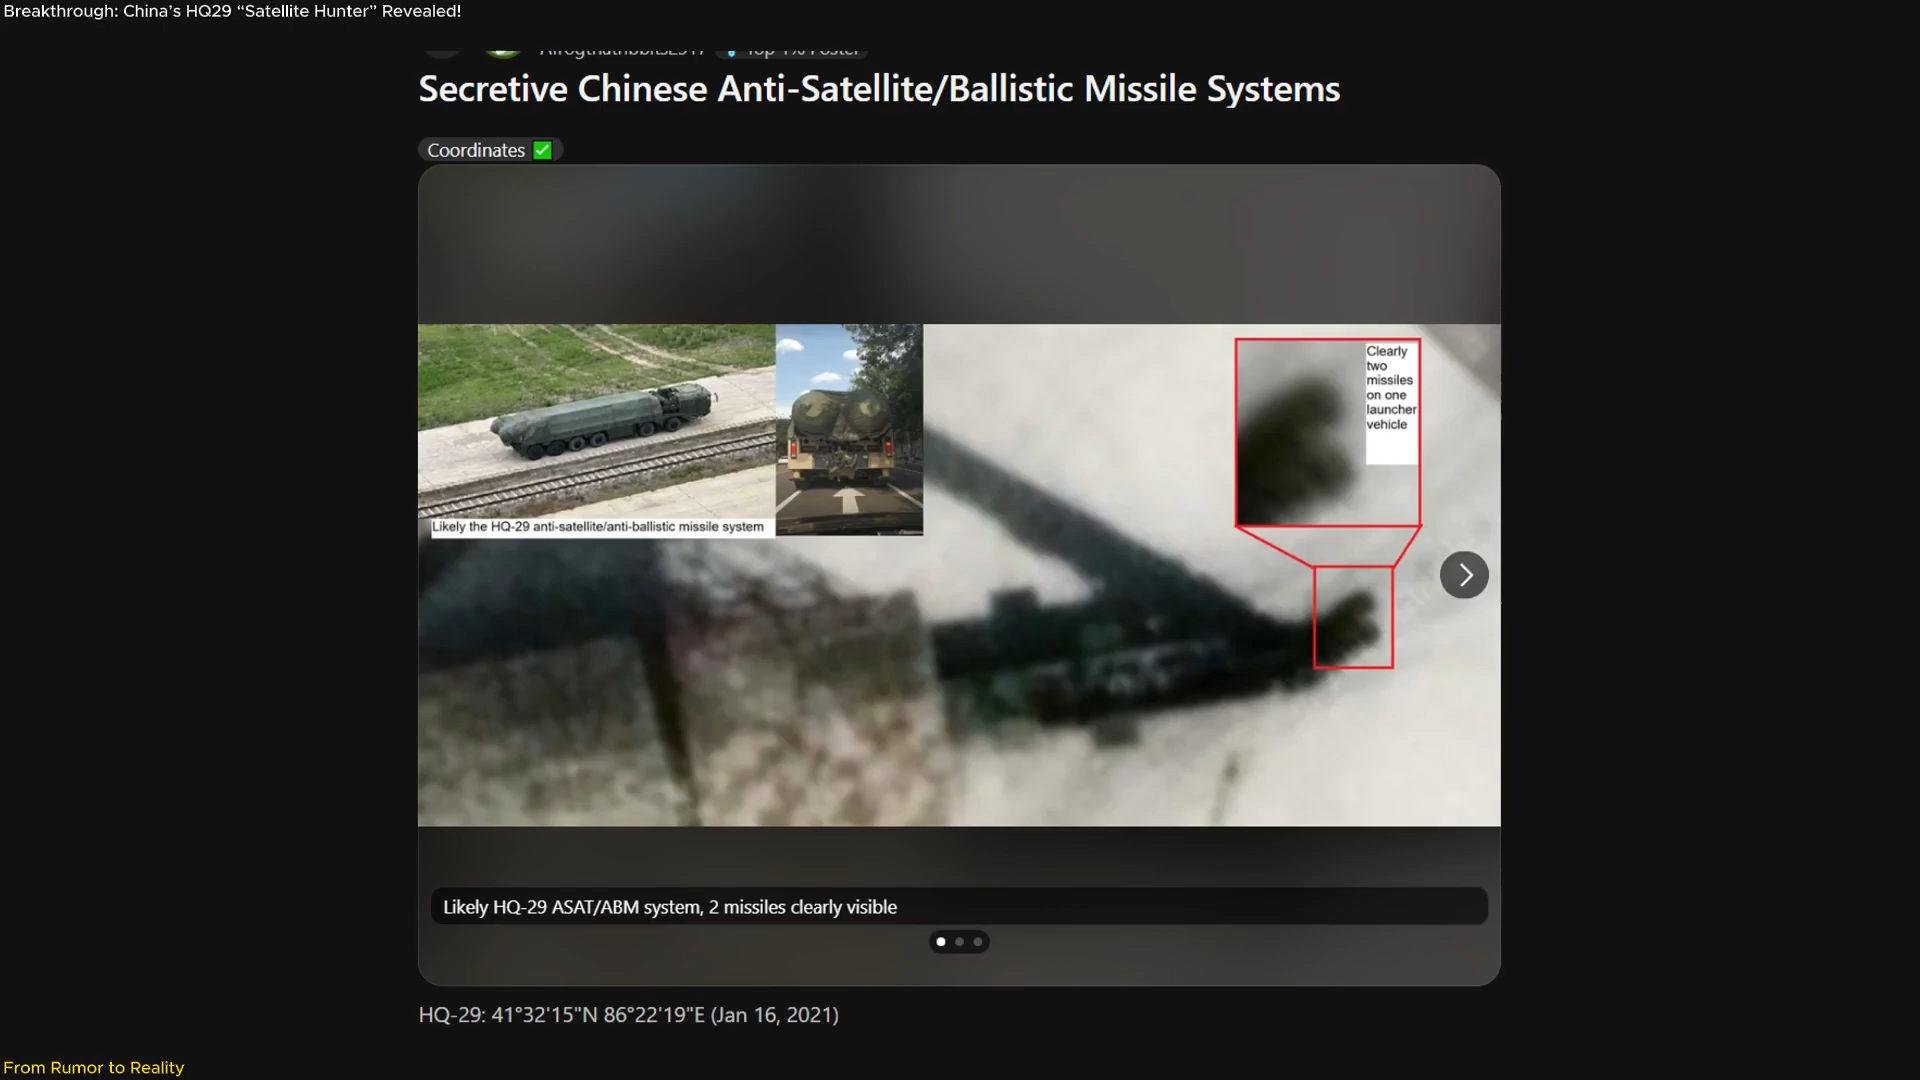 Breakthrough: China’s HQ29 “Satellite Hunter” Revealed!
Secretive Chinese Anti-Satellite/Ballistic Missile Systems
Coordinates ✅
Clearly
two
missiles
on one
launcher
vehicle
Likely the HQ-29 anti-satellite/anti-ballistic missile system
Likely HQ-29 ASAT/ABM system, 2 missiles clearly visible
HQ-29: 41°32'15"N 86°22'19"E (Jan 16, 2021)
From Rumor to Reality